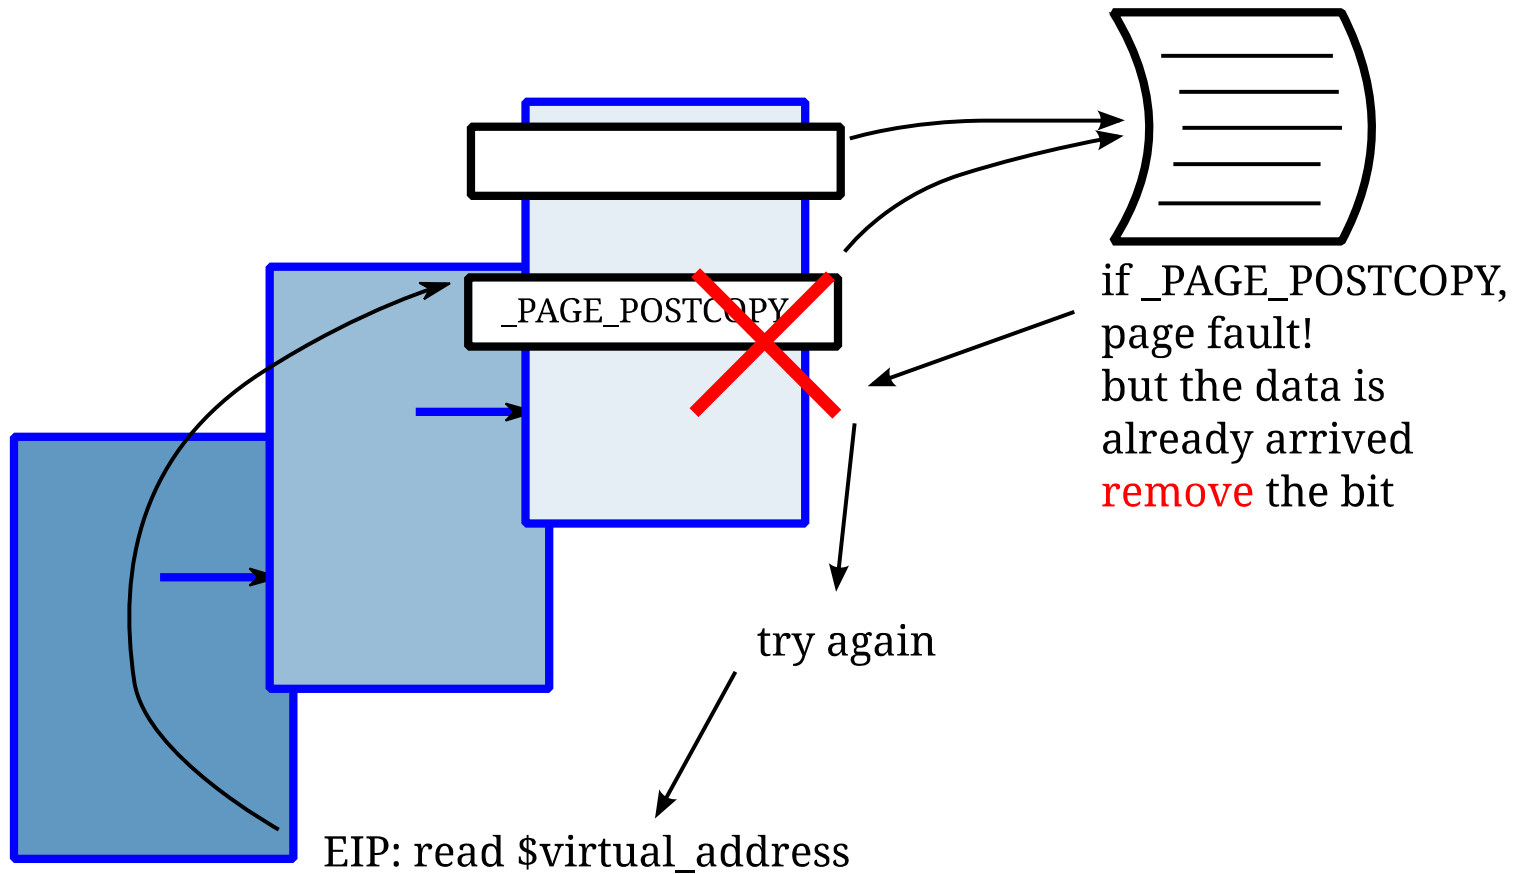 _PAGE_POSTCOPY
if _PAGE_POSTCOPY,
page fault!
but the data is
already arrived
remove the bit
try again
EIP: read $virtual_address